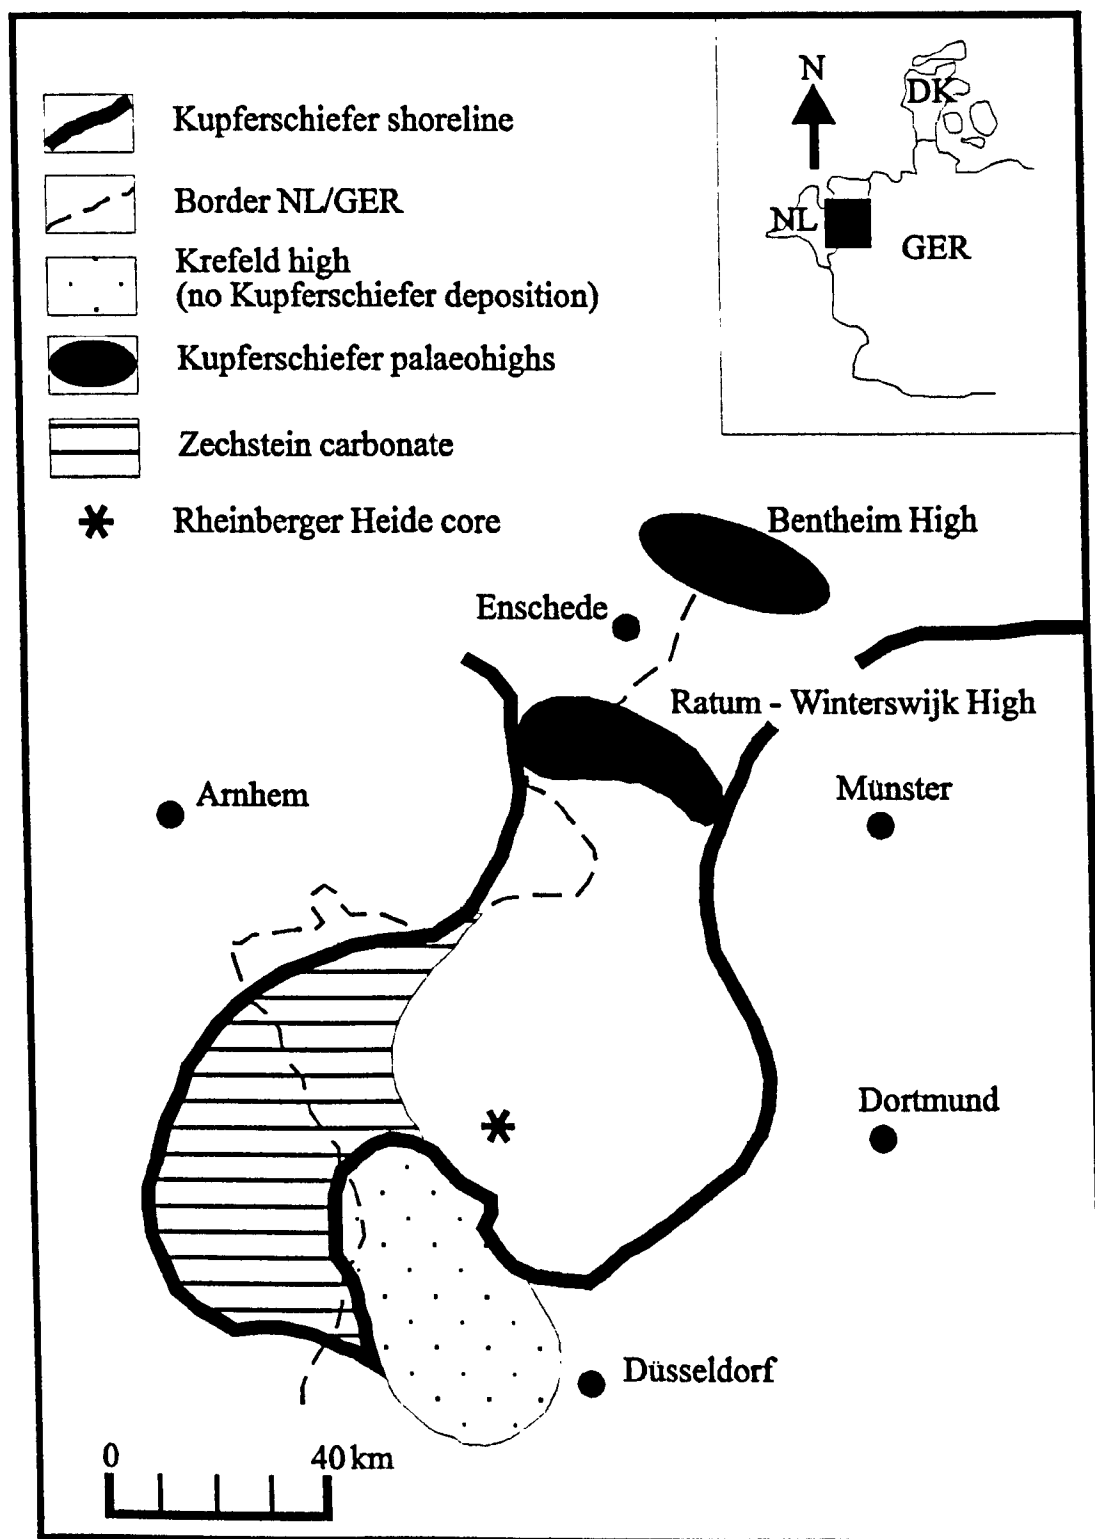 Kupferschiefer shoreline
Border NL/GER
Krefeld high
(no Kupferschiefer deposition)
Kupferschiefer palaeohighs
Zechstein carbonate
Rheinberger Heide core
N
DK
NL
GER
Bentheim High
Enschede
Ratum - Winterswijk High
Arnhem
Münster
Dortmund
Düsseldorf
0 40 km